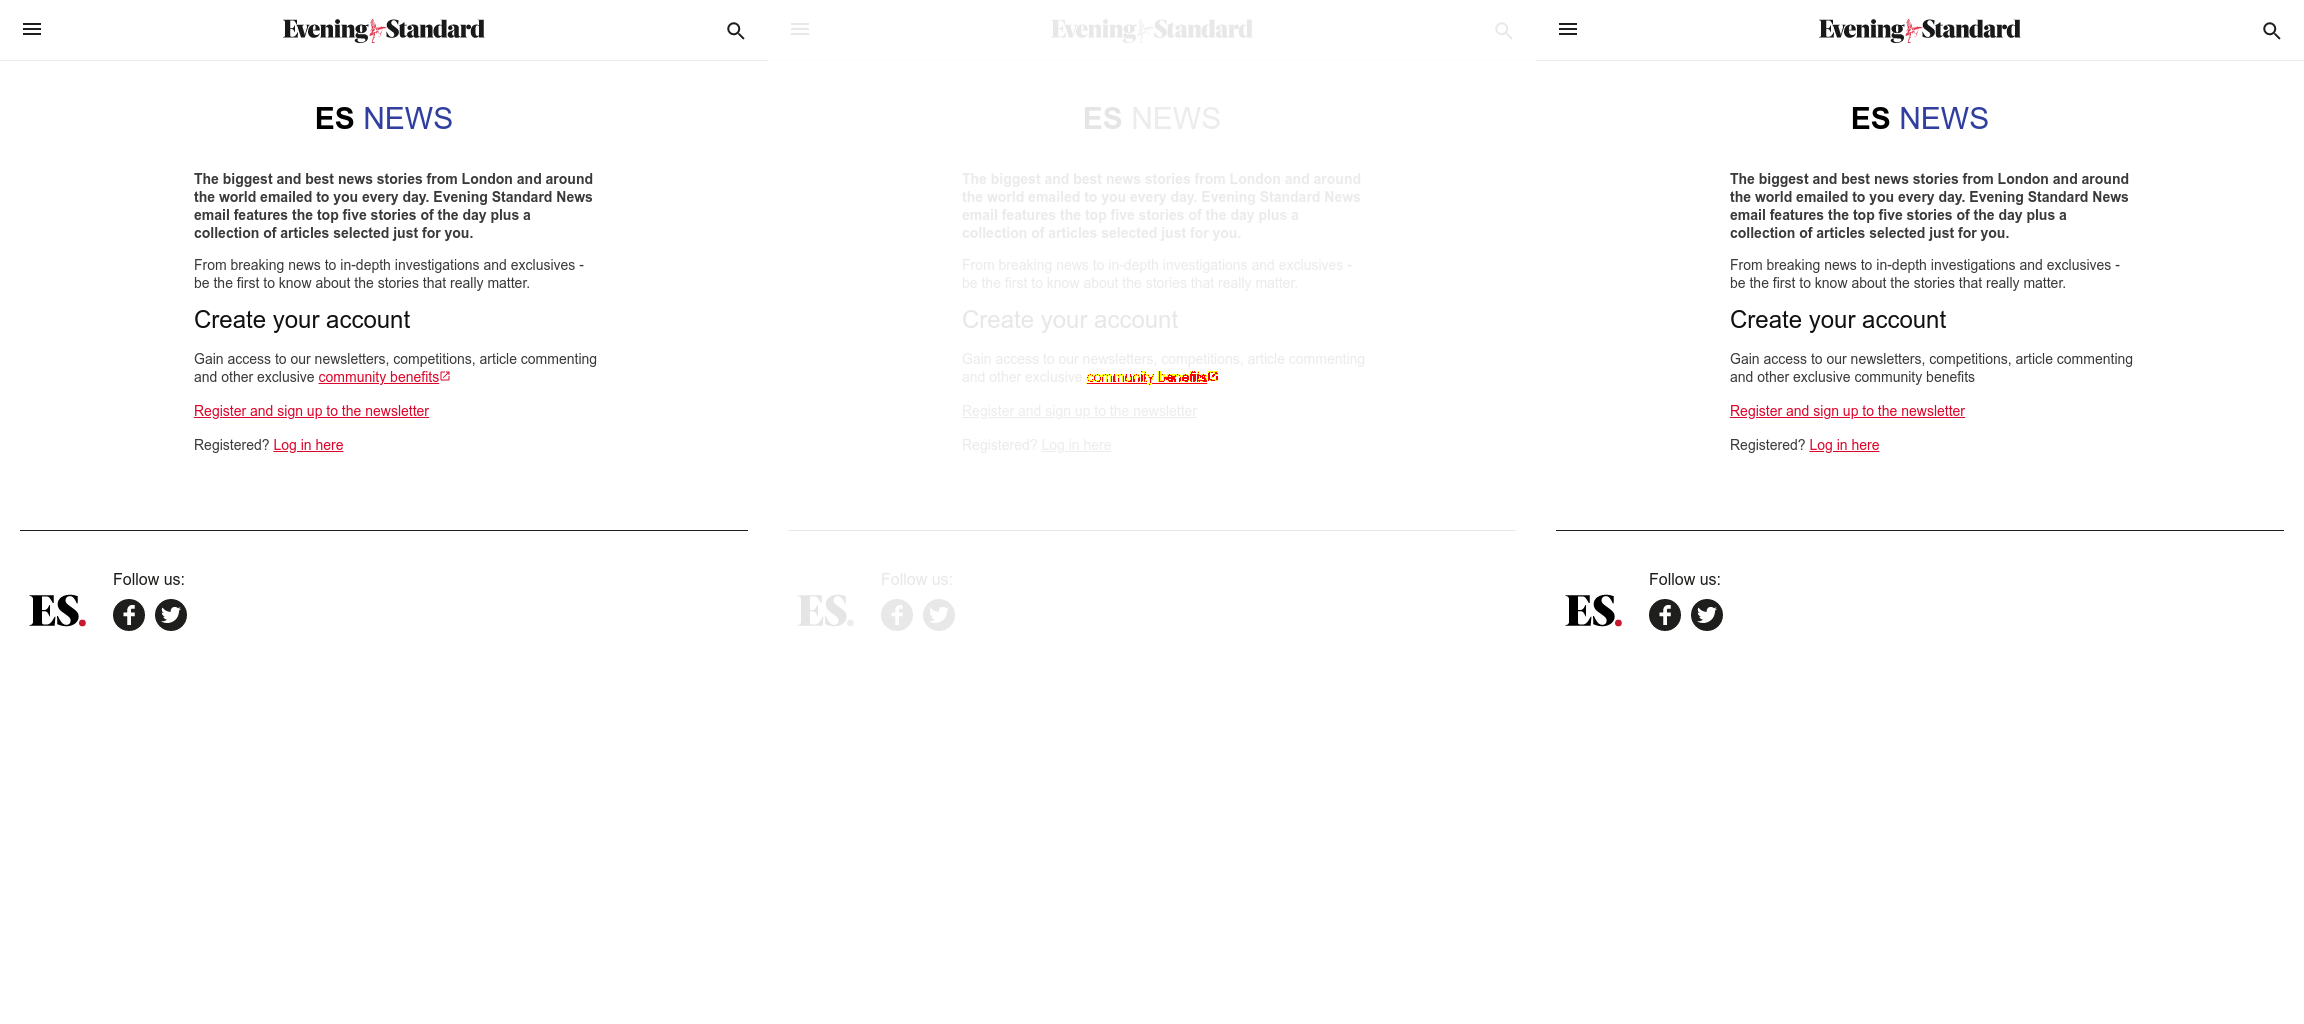 Evening Standard
ES NEWS
The biggest and best news stories from London and around
the world emailed to you every day. Evening Standard News
email features the top five stories of the day plus a
collection of articles selected just for you.
From breaking news to in-depth investigations and exclusives -
be the first to know about the stories that really matter.
Create your account
Gain access to our newsletters, competitions, article commenting
and other exclusive community benefits
Register and sign up to the newsletter
Registered? Log in here
Follow us:
ES.
Evening Standard
ES NEWS
The biggest and best news stories from London and around
the world emailed to you every day. Evening Standard News
email features the top five stories of the day plus a
collection of articles selected just for you.
From breaking news to in-depth investigations and exclusives -
be the first to know about the stories that really matter.
Create your account
Gain access to our newsletters, competitions, article commenting
and other exclusive community benefits
Register and sign up to the newsletter
Registered? Log in here
Follow us:
ES.
Evening Standard
ES NEWS
The biggest and best news stories from London and around
the world emailed to you every day. Evening Standard News
email features the top five stories of the day plus a
collection of articles selected just for you.
From breaking news to in-depth investigations and exclusives -
be the first to know about the stories that really matter.
Create your account
Gain access to our newsletters, competitions, article commenting
and other exclusive community benefits
Register and sign up to the newsletter
Registered? Log in here
Follow us:
ES.